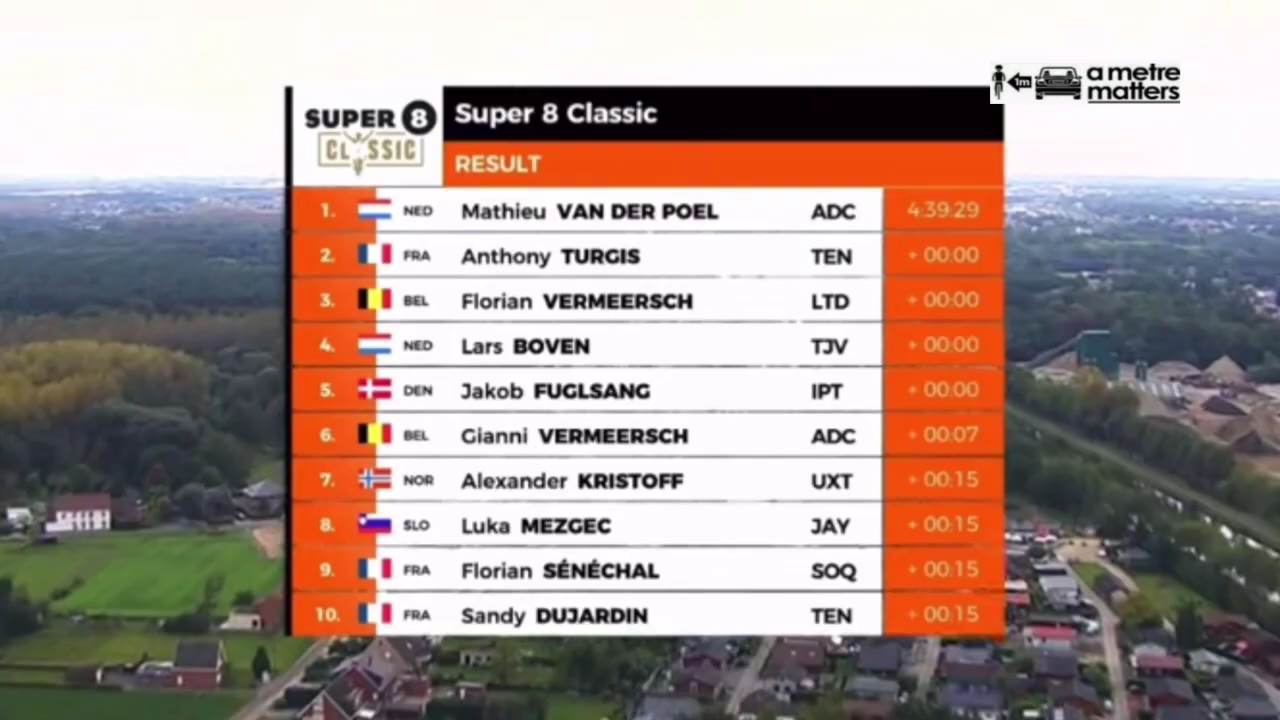 1m
a metre
matters
SUPER 8
CLASSIC
Super 8 Classic
RESULT
1. NED Mathieu VAN DER POEL ADC 4:39:29
2. FRA Anthony TURGIS TEN + 00:00
3. BEL Florian VERMEERSCH LTD + 00:00
4. NED Lars BOVEN TJV + 00:00
5. DEN Jakob FUGLSANG IPT + 00:00
6. BEL Gianni VERMEERSCH ADC + 00:07
7. NOR Alexander KRISTOFF UXT + 00:15
8. SLO Luka MEZGEC JAY + 00:15
9. FRA Florian SÉNÉCHAL SOQ + 00:15
10. FRA Sandy DUJARDIN TEN + 00:15